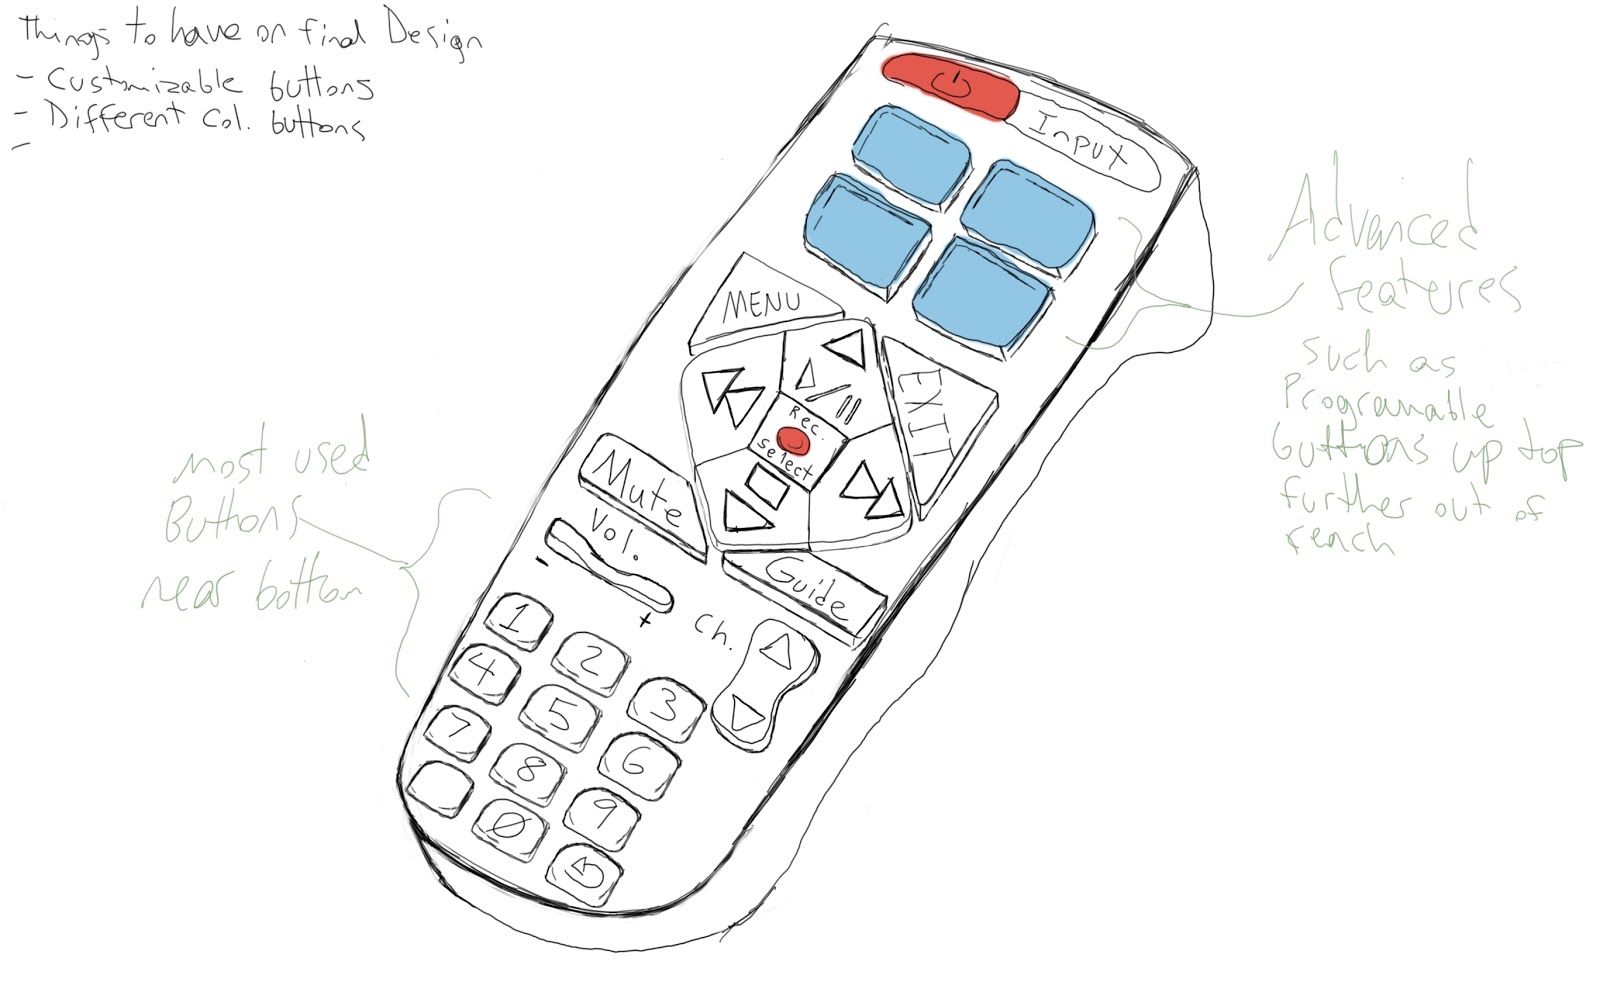 Things to have on final Design
- Customizable buttons
- Different Col. buttons
-
Input
MENU
EXIT
Rec.
select
Mute
Vol.
-
+
Guide
Ch.
1
2
3
4
5
6
7
8
9
0
most used
Buttons
near bottom
Advanced
features
such as
Programable
buttons up top
further out of
reach